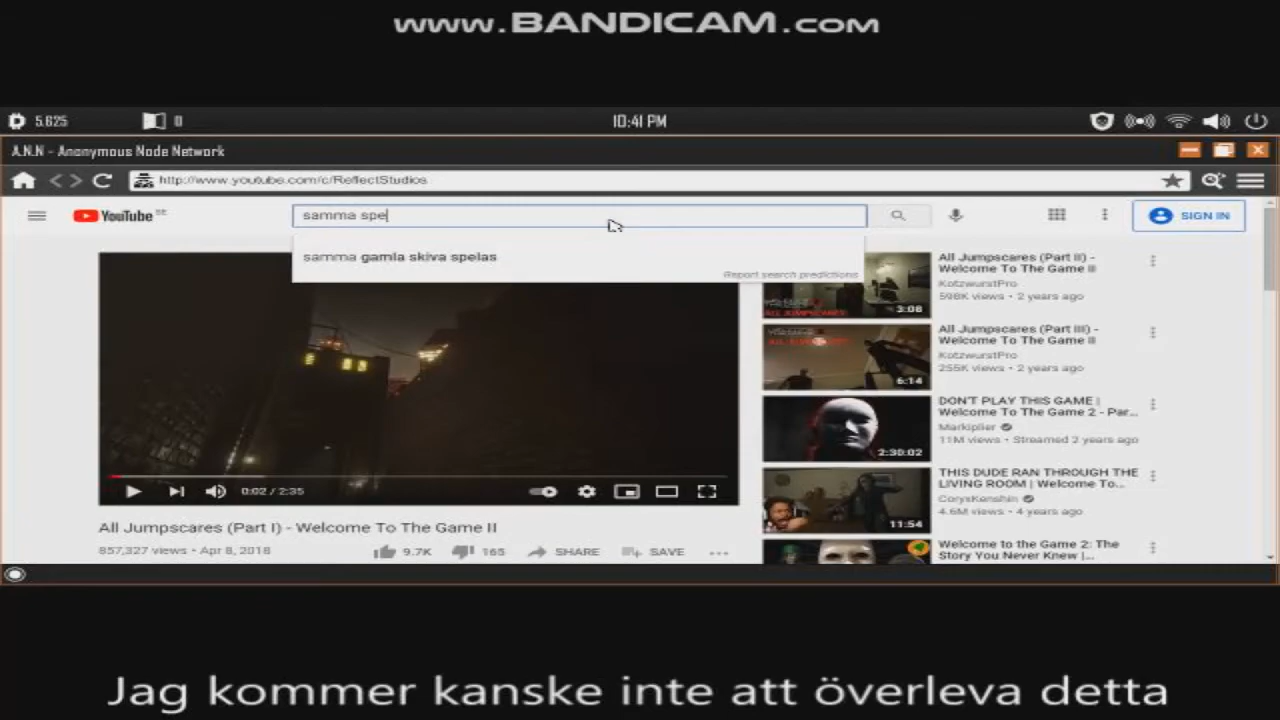 www.BANDICAM.com
5.825
0
10:41 PM
A.N.N - Anonymous Node Network
http://www.youtube.com/c/ReflectStudios
YouTube SE
samma spe
SIGN IN
samma gamla skiva spelas
Report search predictions
ALL JUMPSCARES
3:08
All Jumpscares (Part II) -
Welcome To The Game II
KotzwurstPro
598K views • 2 years ago
6:14
All Jumpscares (Part III) -
Welcome To The Game II
KotzwurstPro
255K views • 2 years ago
2:30:02
DON'T PLAY THIS GAME |
Welcome To The Game 2 - Par...
Markiplier
11M views • Streamed 2 years ago
11:54
THIS DUDE RAN THROUGH THE
LIVING ROOM | Welcome To...
CorysKenshin
4.6M views • 4 years ago
Welcome to the Game 2: The
Story You Never Knew |...
0:02 / 2:35
All Jumpscares (Part I) - Welcome To The Game II
857,327 views • Apr 8, 2018
9.7K
165
SHARE
SAVE
Jag kommer kanske inte att överleva detta